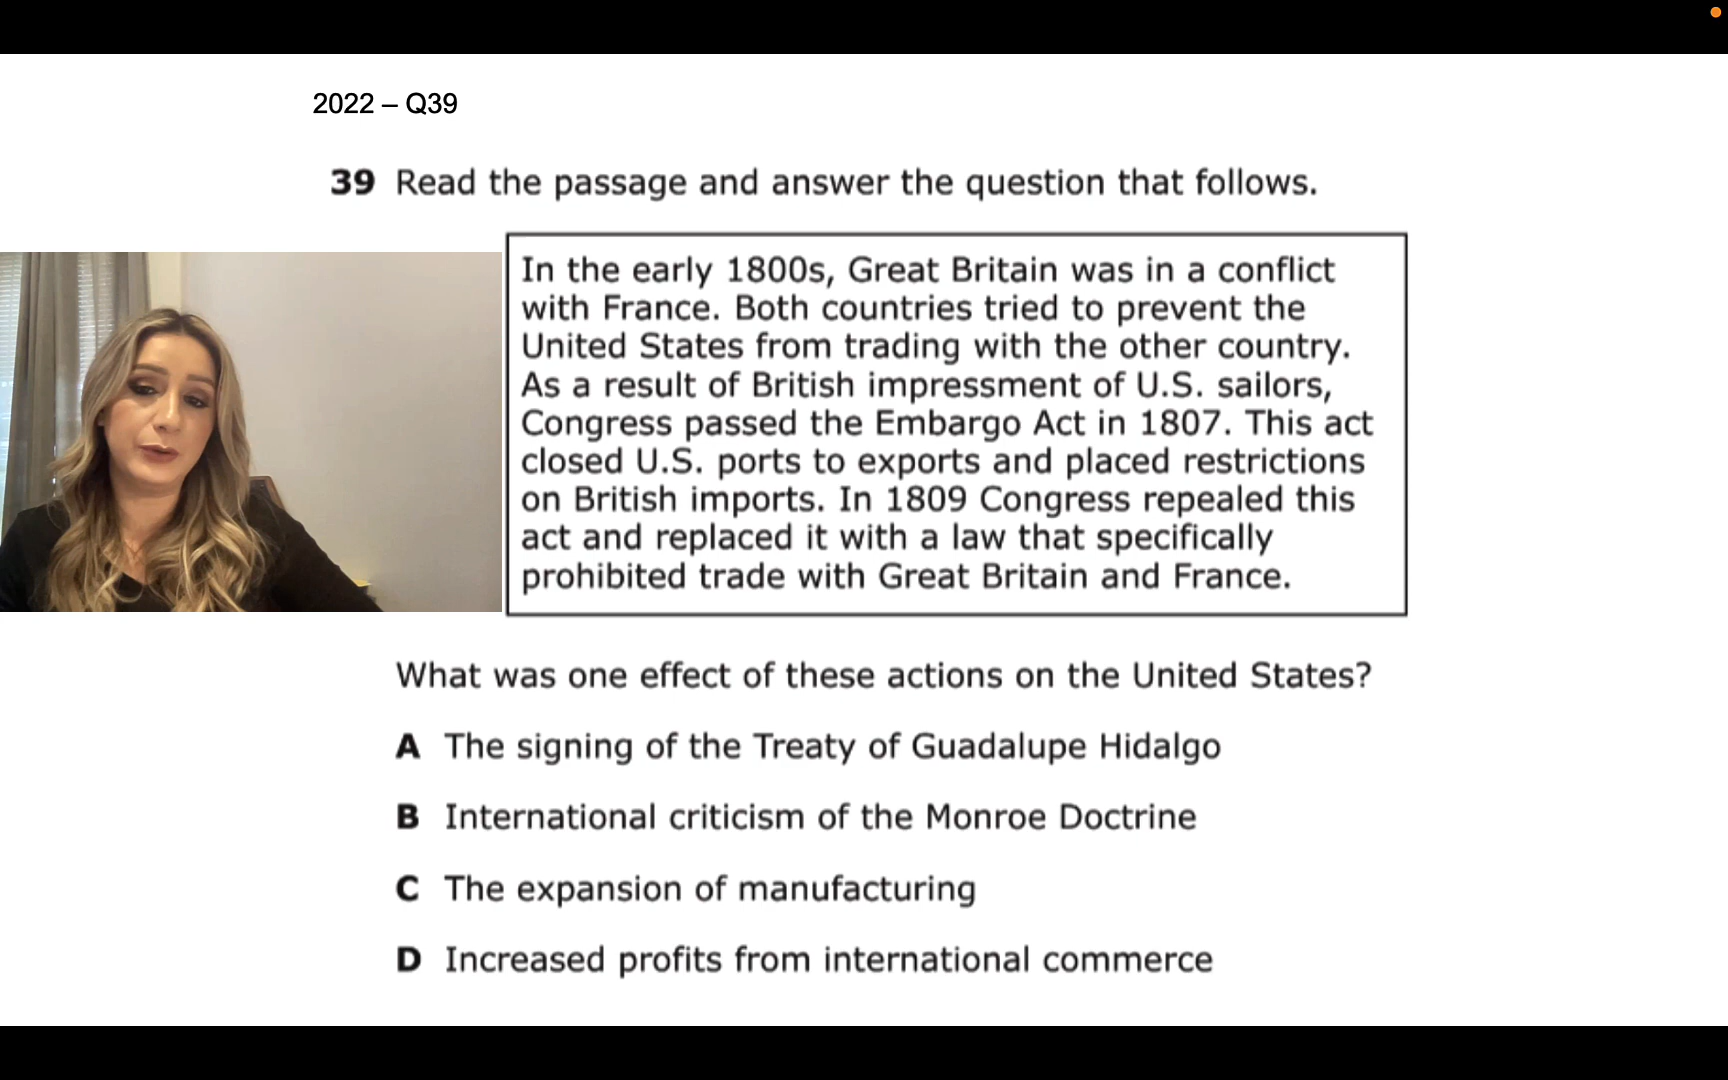 2022 – Q39
39 Read the passage and answer the question that follows.
In the early 1800s, Great Britain was in a conflict
with France. Both countries tried to prevent the
United States from trading with the other country.
As a result of British impressment of U.S. sailors,
Congress passed the Embargo Act in 1807. This act
closed U.S. ports to exports and placed restrictions
on British imports. In 1809 Congress repealed this
act and replaced it with a law that specifically
prohibited trade with Great Britain and France.
What was one effect of these actions on the United States?
A The signing of the Treaty of Guadalupe Hidalgo
B International criticism of the Monroe Doctrine
C The expansion of manufacturing
D Increased profits from international commerce